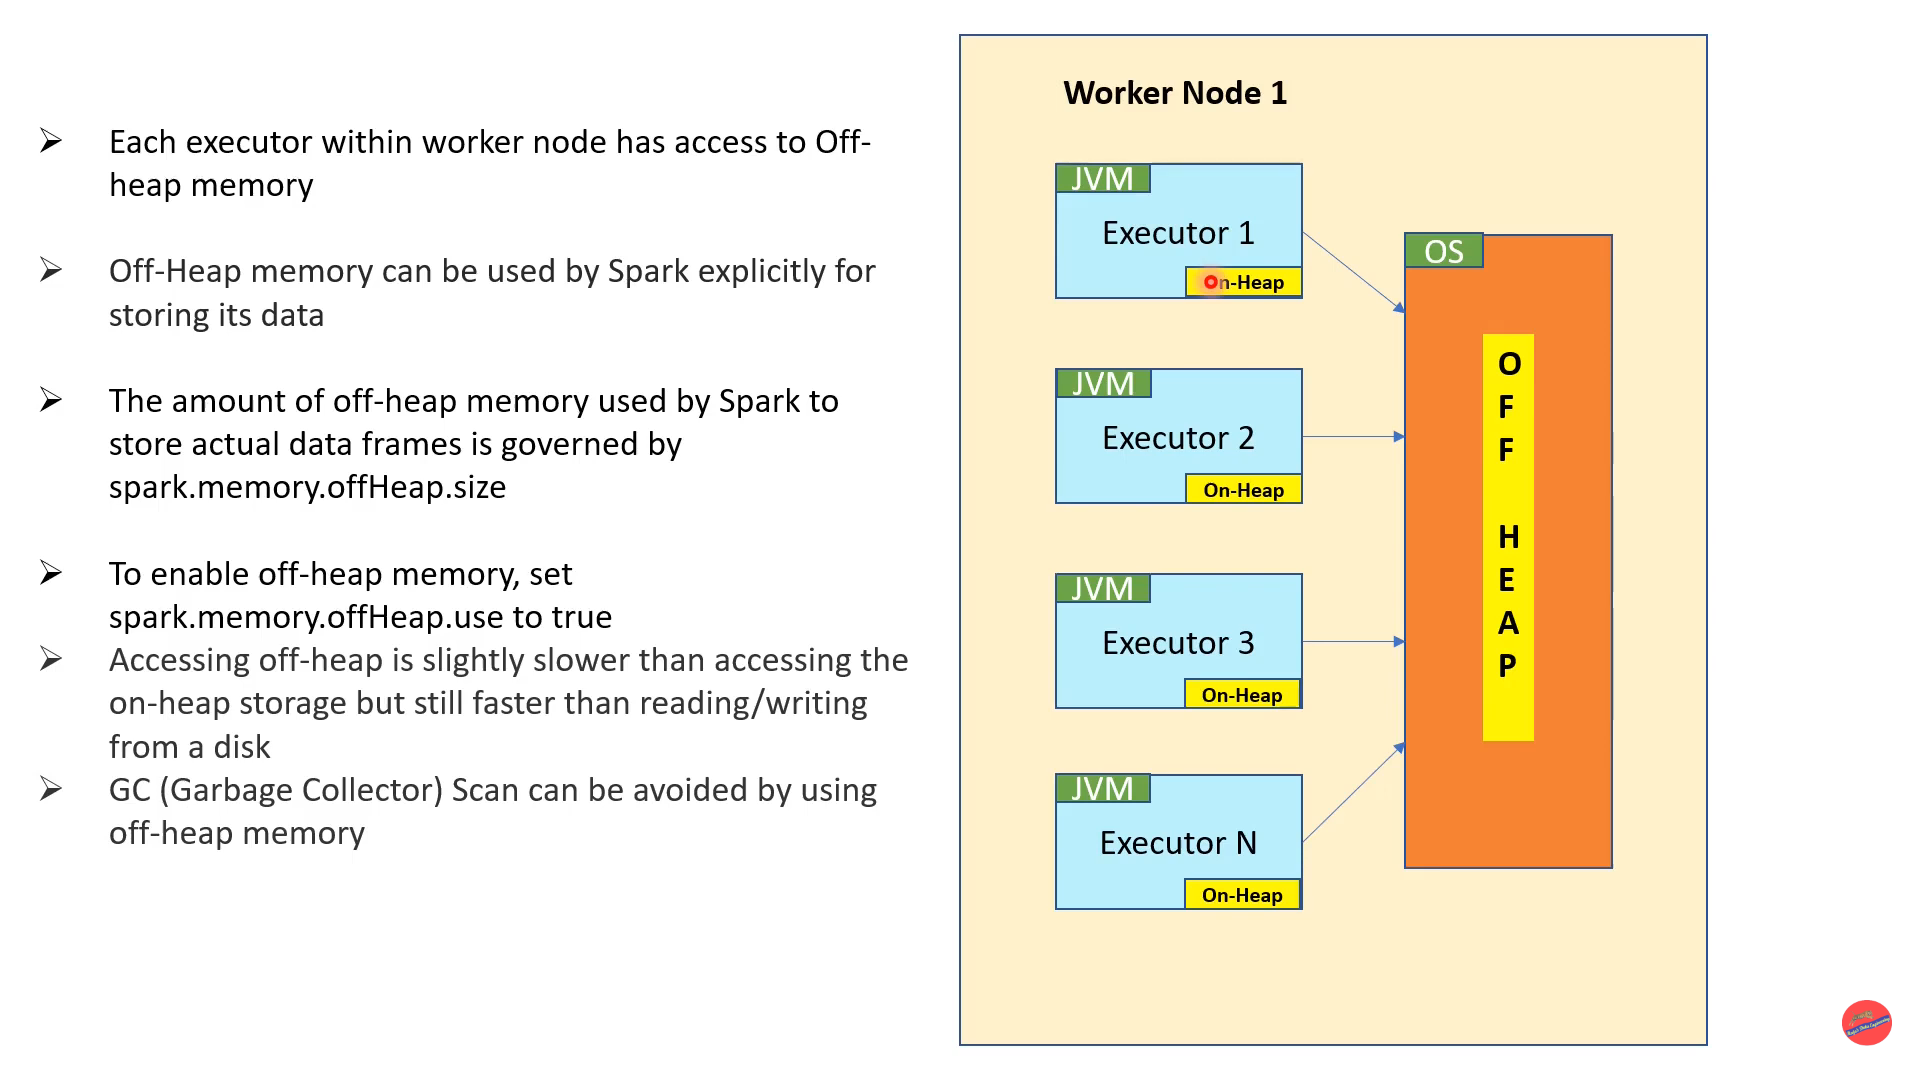 Each executor within worker node has access to Off-
heap memory
Off-Heap memory can be used by Spark explicitly for
storing its data
The amount of off-heap memory used by Spark to
store actual data frames is governed by
spark.memory.offHeap.size
To enable off-heap memory, set
spark.memory.offHeap.use to true
Accessing off-heap is slightly slower than accessing the
on-heap storage but still faster than reading/writing
from a disk
GC (Garbage Collector) Scan can be avoided by using
off-heap memory
Worker Node 1
JVM
Executor 1
On-Heap
JVM
Executor 2
On-Heap
JVM
Executor 3
On-Heap
JVM
Executor N
On-Heap
OS
O
F
F
H
E
A
P